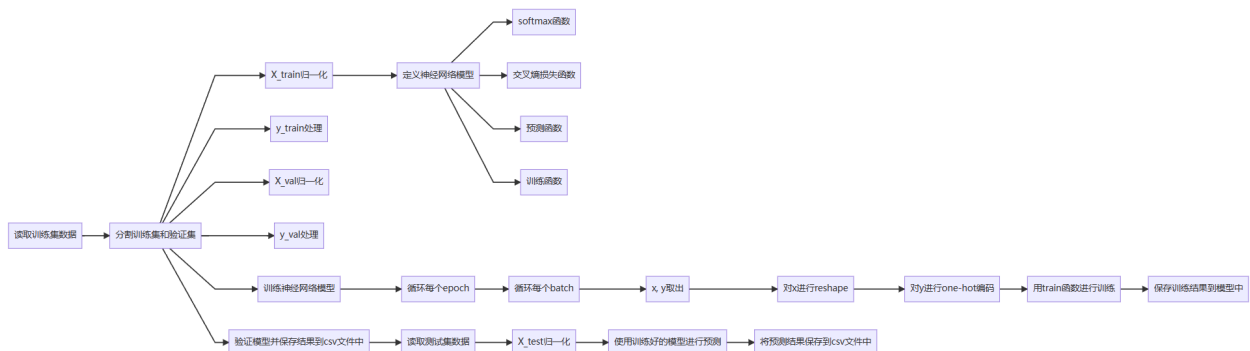 softmax函数
X_train归一化
定义神经网络模型
交叉熵损失函数
y_train处理
预测函数
X_val归一化
训练函数
读取训练集数据
分割训练集和验证集
y_val处理
训练神经网络模型
循环每个epoch
循环每个batch
x, y取出
对x进行reshape
对y进行one-hot编码
用train函数进行训练
保存训练结果到模型中
验证模型并保存结果到csv文件中
读取测试集数据
X_test归一化
使用训练好的模型进行预测
将预测结果保存到csv文件中